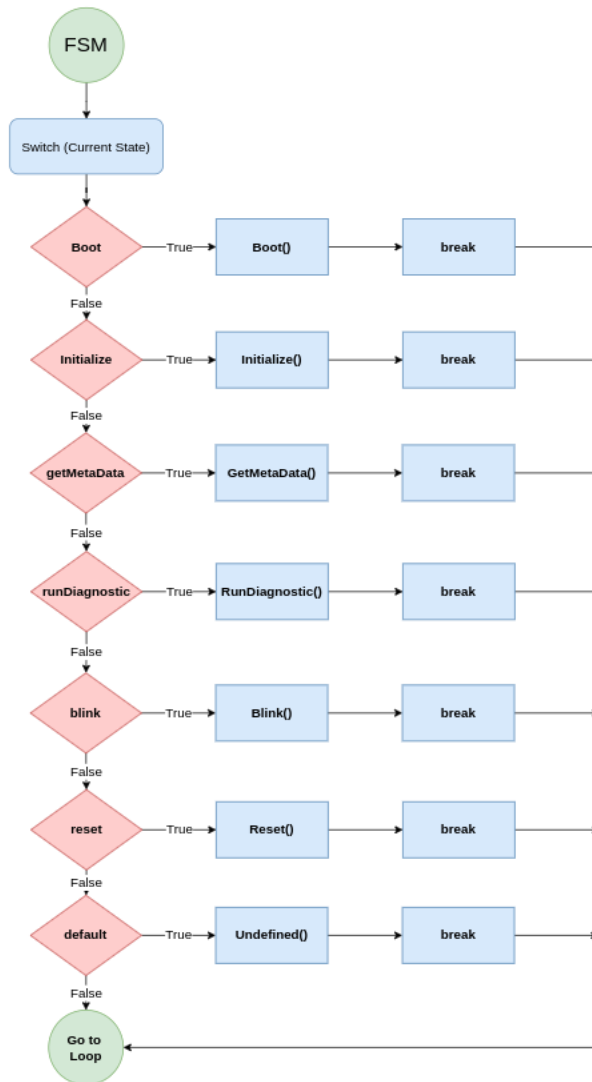 FSM
Switch (Current State)
Boot
True
Boot()
break
False
Initialize
True
Initialize()
break
False
getMetaData
True
GetMetaData()
break
False
runDiagnostic
True
RunDiagnostic()
break
False
blink
True
Blink()
break
False
reset
True
Reset()
break
False
default
True
Undefined()
break
False
Go to
Loop